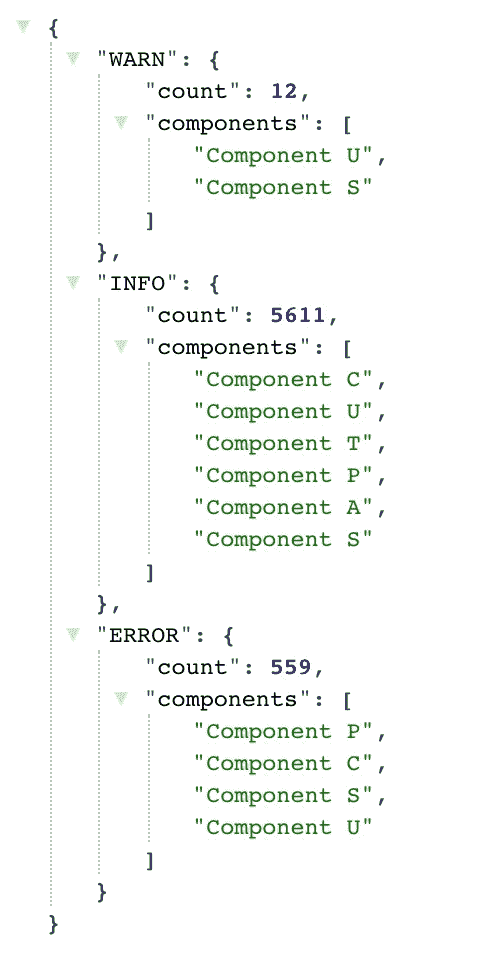 {
"WARN": {
"count": 12,
"components": [
"Component U",
"Component S"
]
},
"INFO": {
"count": 5611,
"components": [
"Component C",
"Component U",
"Component T",
"Component P",
"Component A",
"Component S"
]
},
"ERROR": {
"count": 559,
"components": [
"Component P",
"Component C",
"Component S",
"Component U"
]
}
}